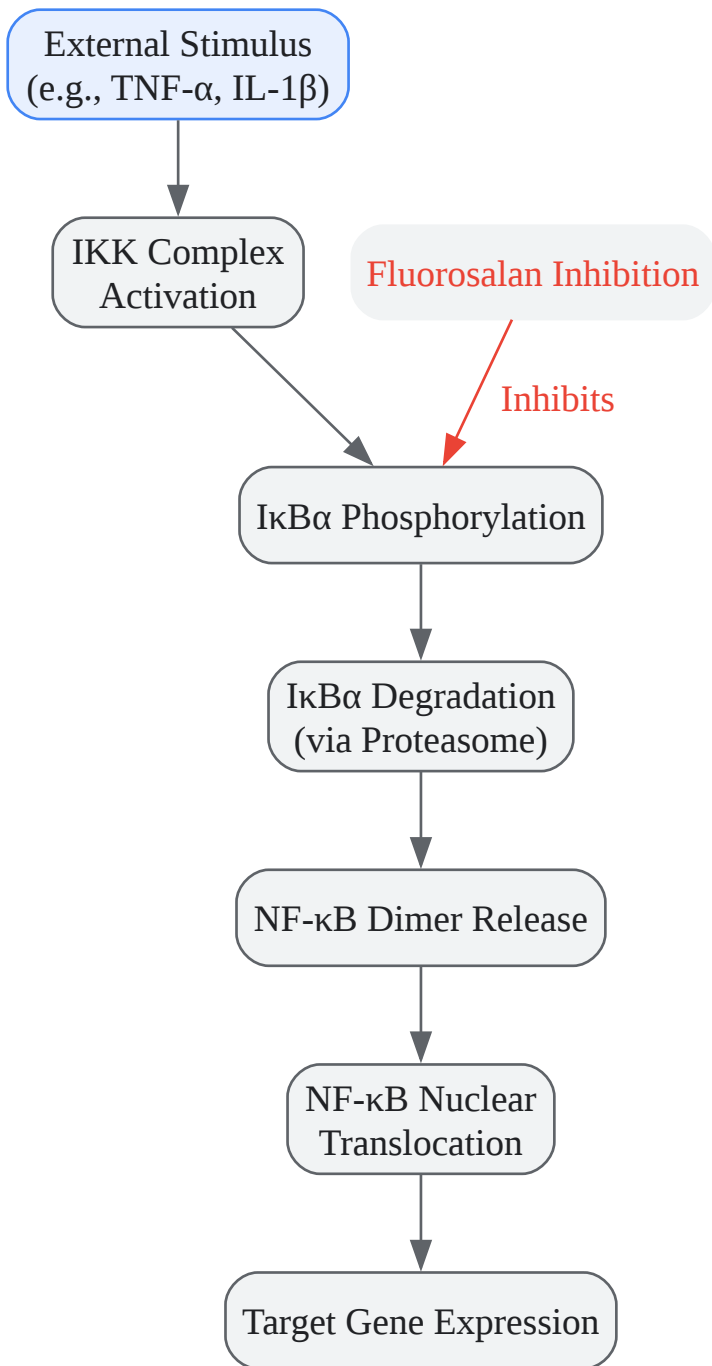 External Stimulus
(e.g., TNF-α, IL-1β)
IKK Complex
Activation
Fluorosalan Inhibition
Inhibits
IκBα Phosphorylation
IκBα Degradation
(via Proteasome)
NF-κB Dimer Release
NF-κB Nuclear
Translocation
Target Gene Expression